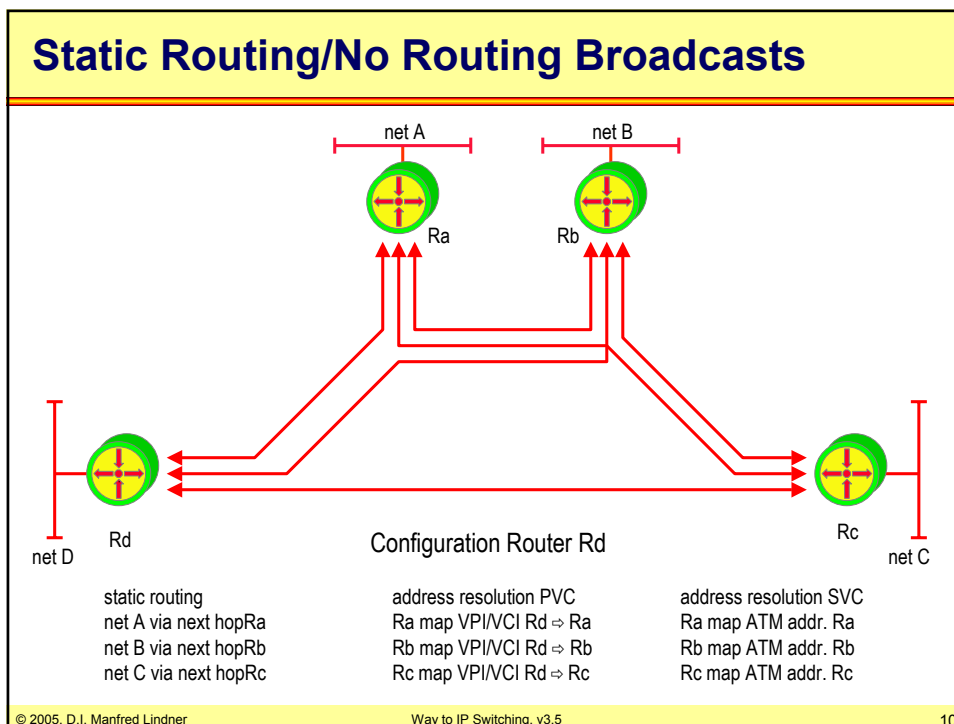 Static Routing/No Routing Broadcasts
net A
net B
Ra
Rb
Rd
Rc
net D
net C
Configuration Router Rd
static routing
net A via next hopRa
net B via next hopRb
net C via next hopRc
address resolution PVC
Ra map VPI/VCI Rd ⇨ Ra
Rb map VPI/VCI Rd ⇨ Rb
Rc map VPI/VCI Rd ⇨ Rc
address resolution SVC
Ra map ATM addr. Ra
Rb map ATM addr. Rb
Rc map ATM addr. Rc
© 2005, D.I. Manfred Lindner
Way to IP Switching, v3.5
10